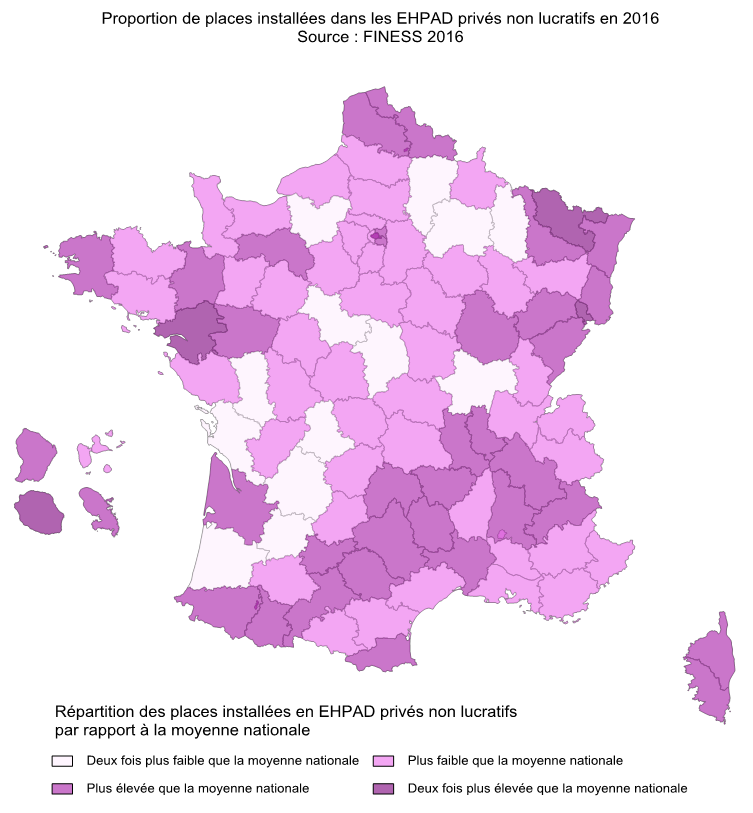 Proportion de places installées dans les EHPAD privés non lucratifs en 2016
Source : FINESS 2016
Répartition des places installées en EHPAD privés non lucratifs
par rapport à la moyenne nationale
Deux fois plus faible que la moyenne nationale
Plus faible que la moyenne nationale
Plus élevée que la moyenne nationale
Deux fois plus élevée que la moyenne nationale